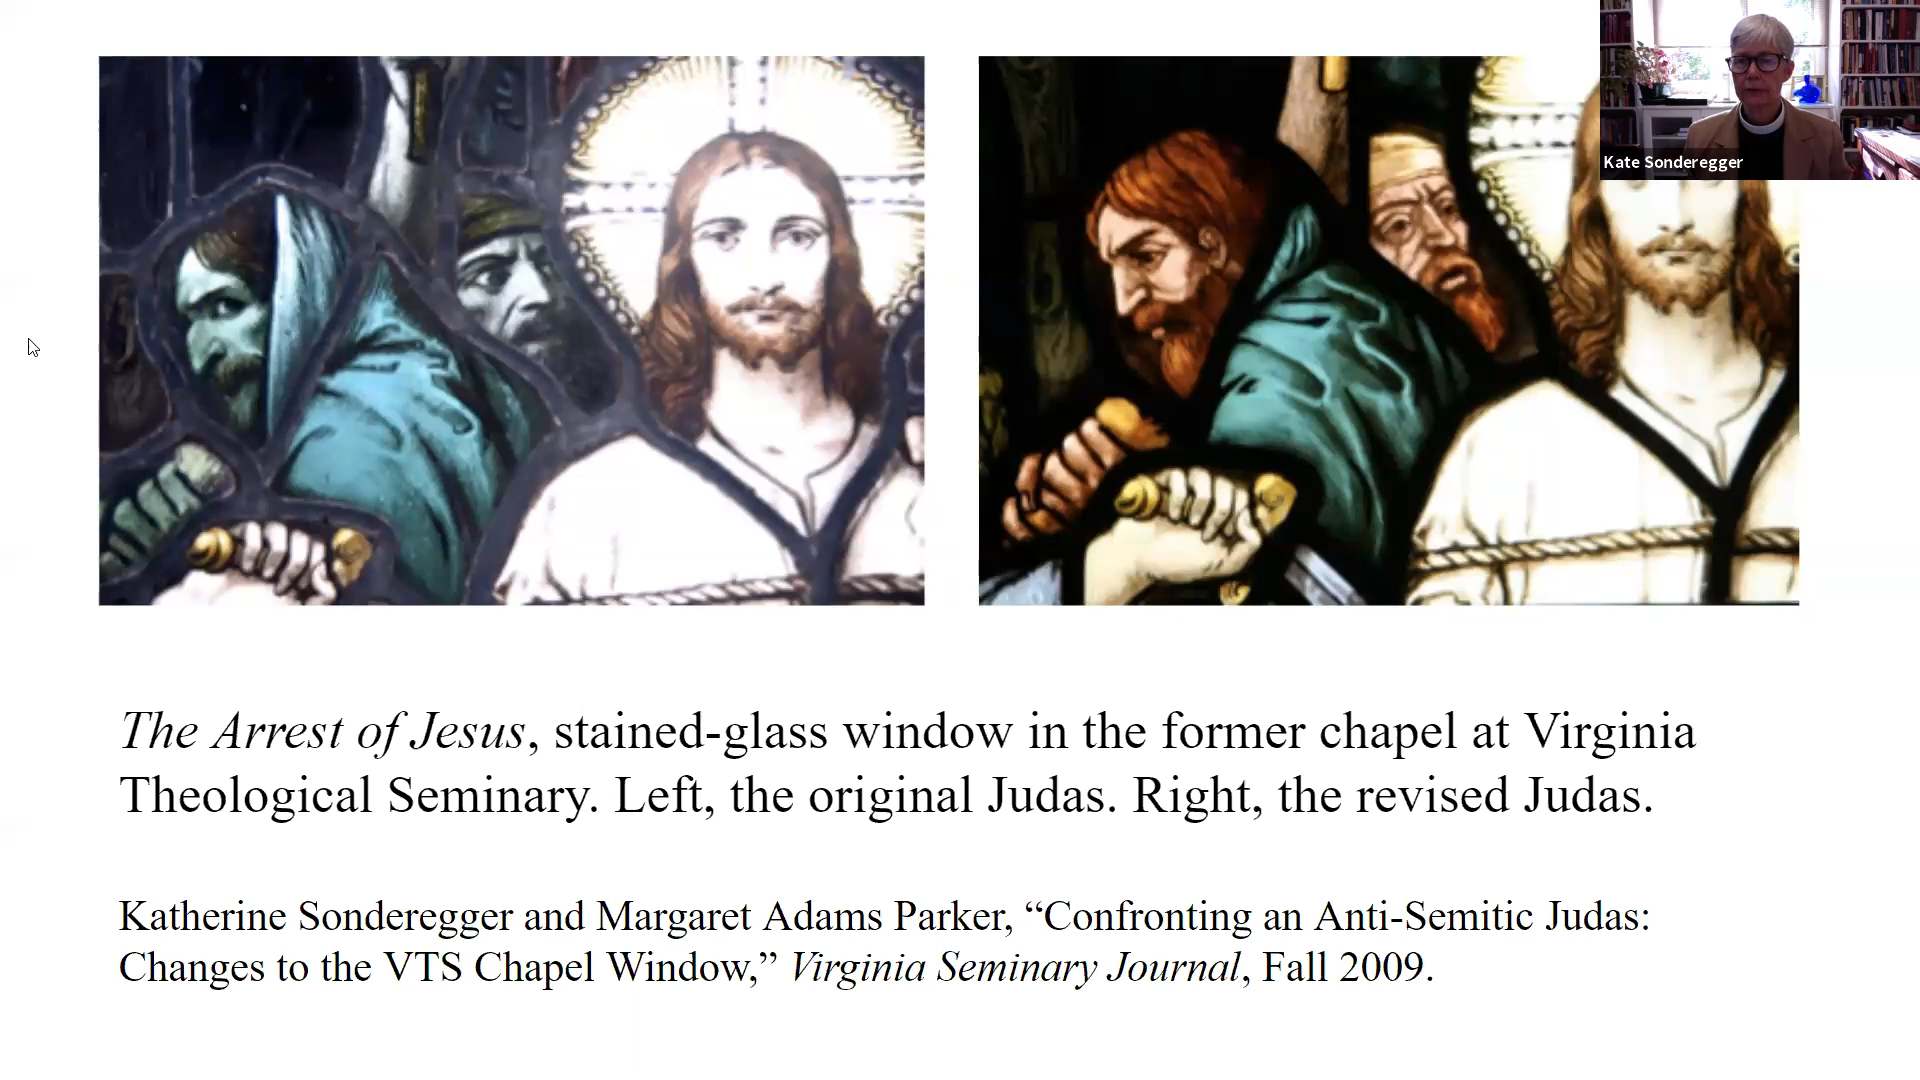 Kate Sonderegger
The Arrest of Jesus, stained-glass window in the former chapel at Virginia
Theological Seminary. Left, the original Judas. Right, the revised Judas.
Katherine Sonderegger and Margaret Adams Parker, “Confronting an Anti-Semitic Judas:
Changes to the VTS Chapel Window,” Virginia Seminary Journal, Fall 2009.